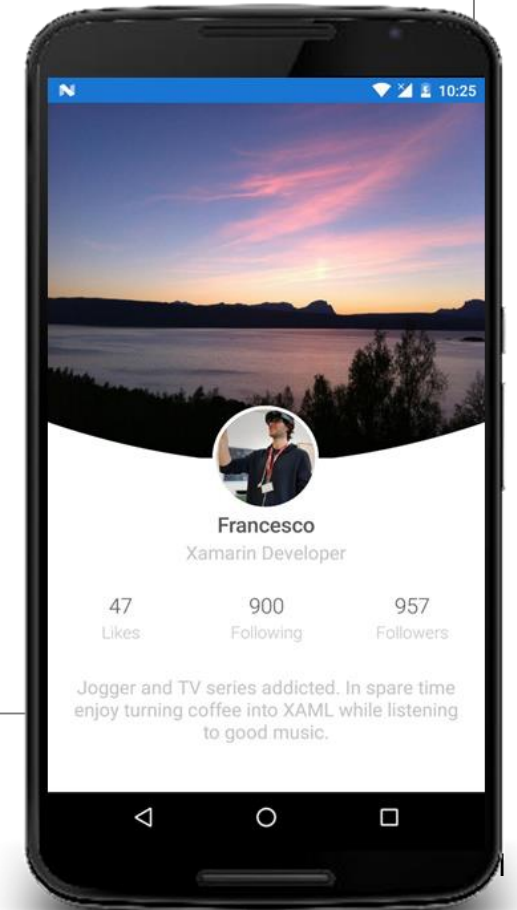 10:25
Francesco
Xamarin Developer
47 900 957
Likes Following Followers
Jogger and TV series addicted. In spare time
enjoy turning coffee into XAML while listening
to good music.